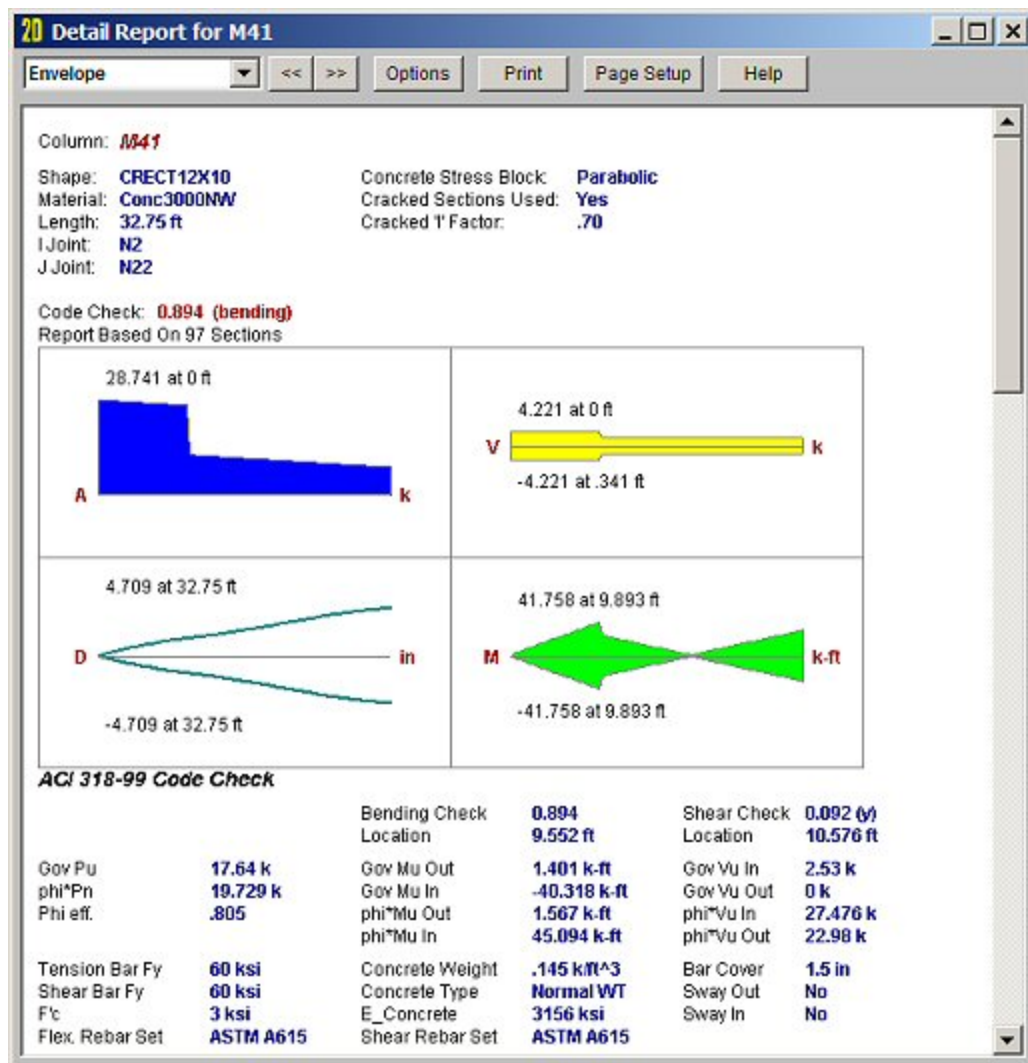 20 Detail Report for M41
Envelope << >> Options Print Page Setup Help
Column: M41
Shape: CRECT12X10 Concrete Stress Block: Parabolic
Material: Conc3000NW Cracked Sections Used: Yes
Length: 32.75 ft Cracked 'I' Factor: .70
I Joint: N2
J Joint: N22
Code Check: 0.894 (bending)
Report Based On 97 Sections
28.741 at 0 ft
A k
4.221 at 0 ft
V k
-4.221 at .341 ft
4.709 at 32.75 ft
D in
-4.709 at 32.75 ft
41.758 at 9.893 ft
M k-ft
-41.758 at 9.893 ft
ACI 318-99 Code Check
Bending Check 0.894 Shear Check 0.092 (y)
Location 9.552 ft Location 10.576 ft
Gov Pu 17.64 k Gov Mu Out 1.401 k-ft Gov Vu In 2.53 k
phi*Pn 19.729 k Gov Mu In -40.318 k-ft Gov Vu Out 0 k
Phi eff. .805 phi*Mu Out 1.567 k-ft phi*Vu In 27.476 k
phi*Mu In 45.094 k-ft phi*Vu Out 22.98 k
Tension Bar Fy 60 ksi Concrete Weight .145 k/ft^3 Bar Cover 1.5 in
Shear Bar Fy 60 ksi Concrete Type Normal WT Sway Out No
F'c 3 ksi E_Concrete 3156 ksi Sway In No
Flex. Rebar Set ASTM A615 Shear Rebar Set ASTM A615